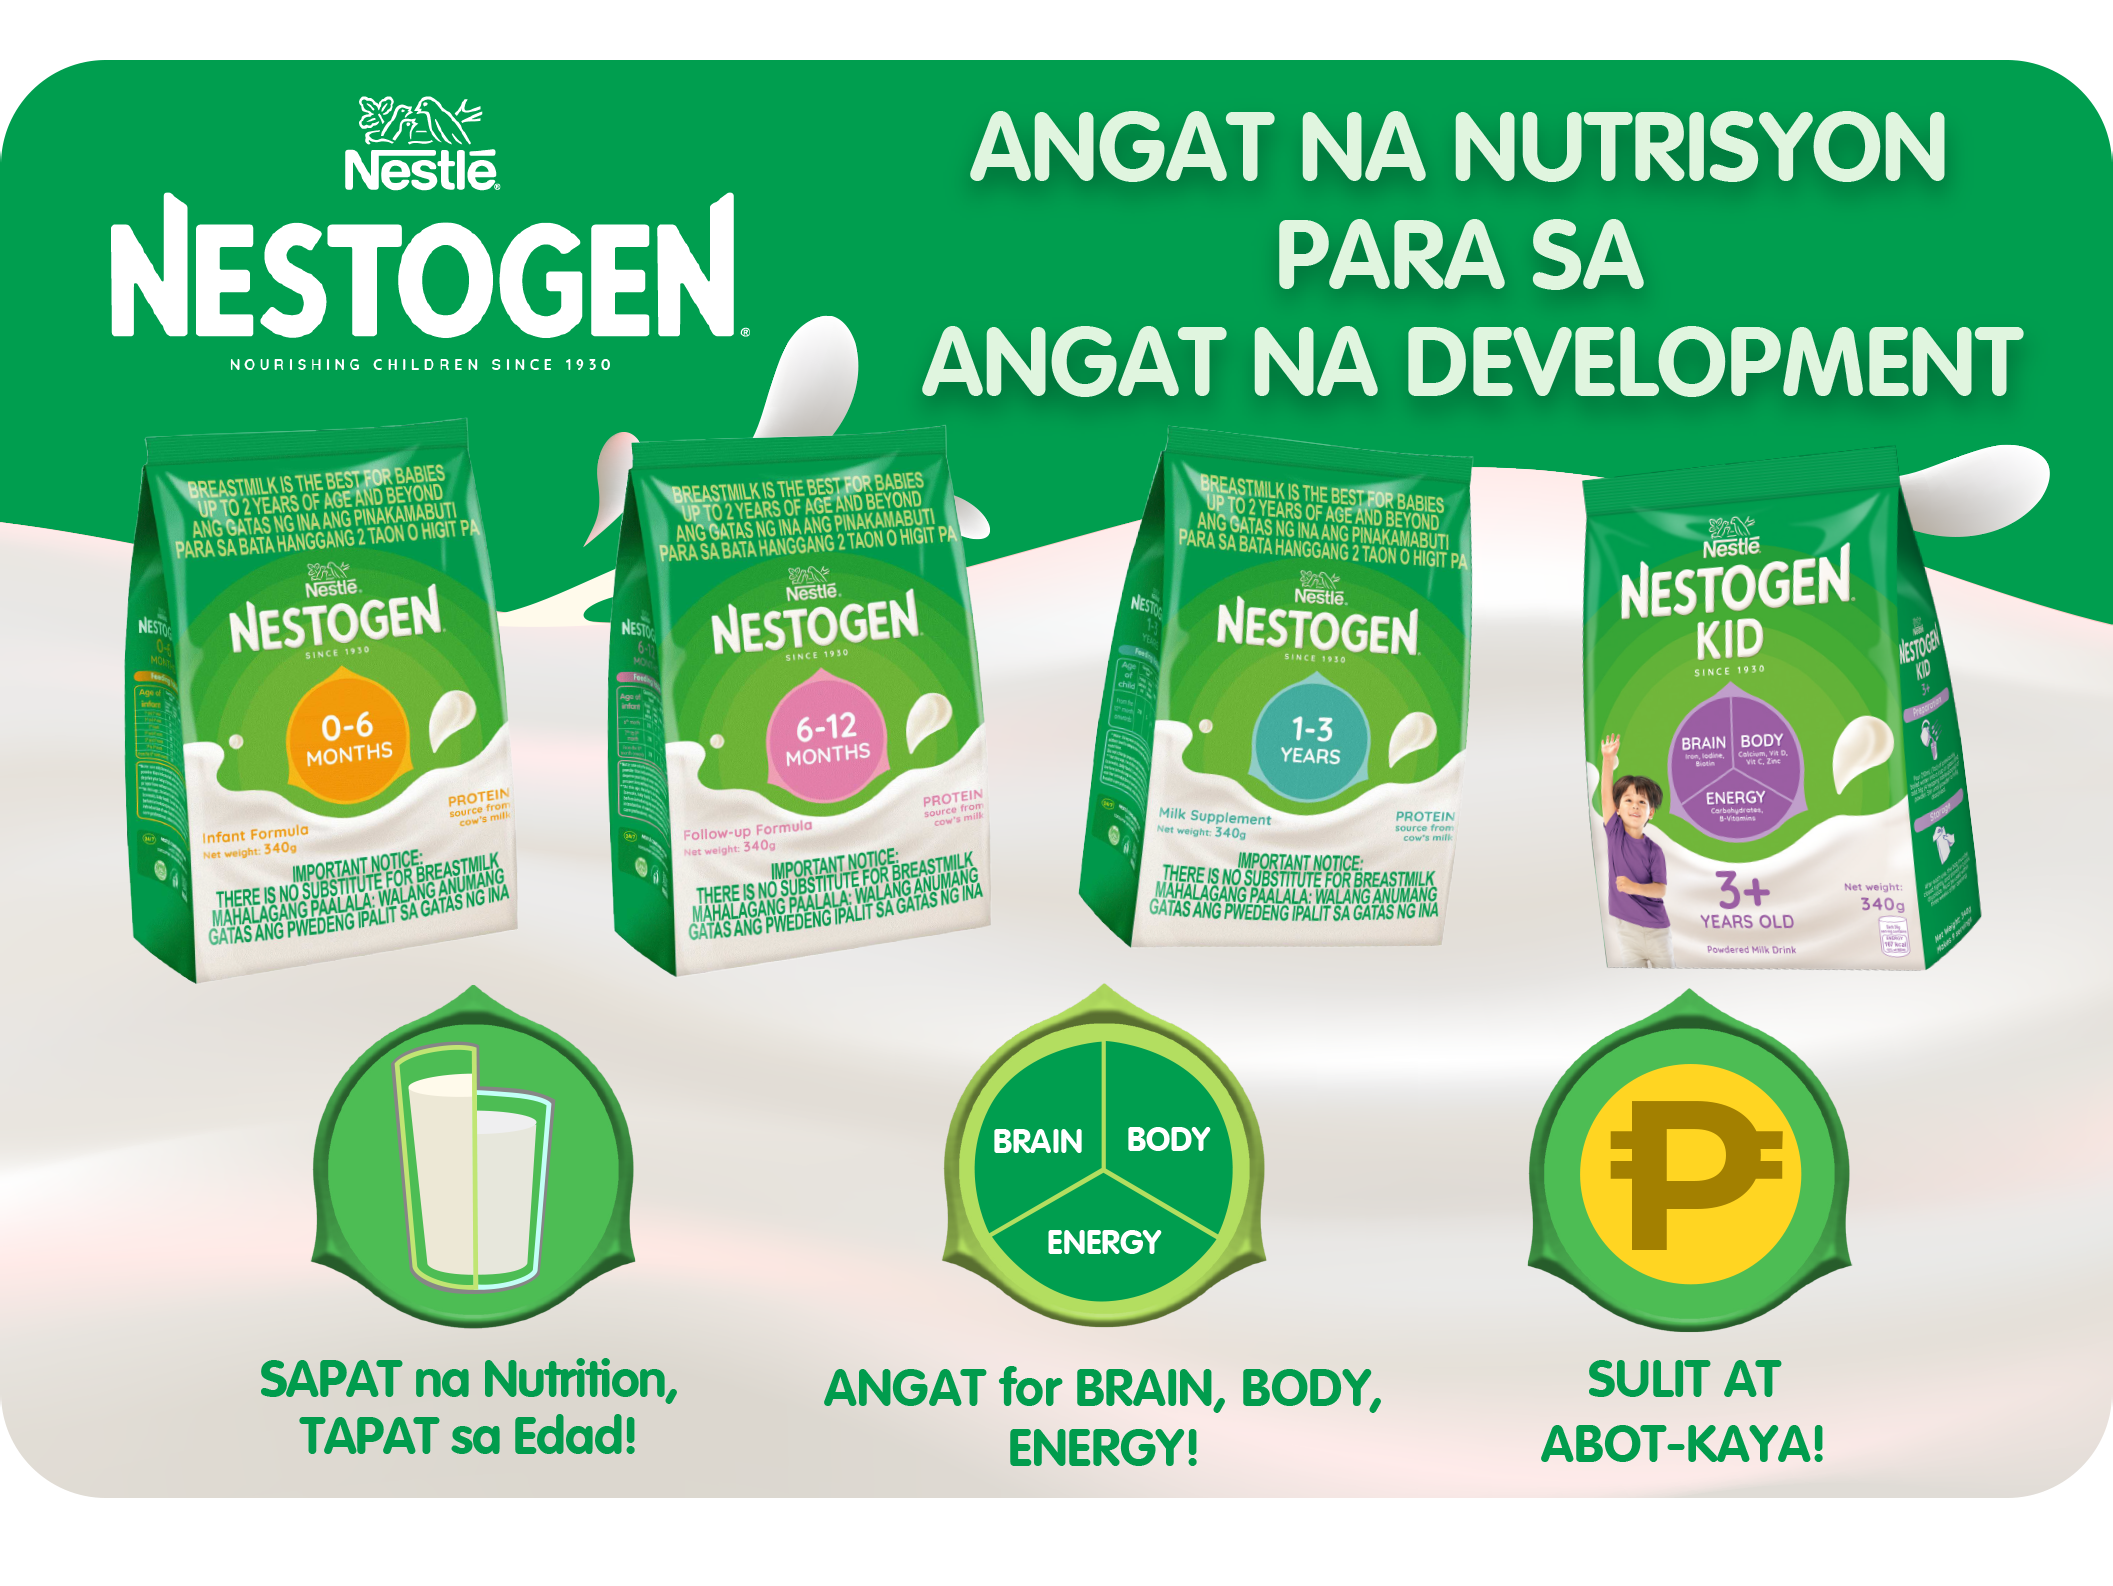 Nestlé
NESTOGEN
NOURISHING CHILDREN SINCE 1930
ANGAT NA NUTRISYON
PARA SA
ANGAT NA DEVELOPMENT
BREASTMILK IS THE BEST FOR BABIES
UP TO 2 YEARS OF AGE AND BEYOND
ANG GATAS NG INA ANG PINAKAMABUTI
PARA SA BATA HANGGANG 2 TAON O HIGIT PA
Nestlé
NESTOGEN
SINCE 1930
0-6
MONTHS
PROTEIN
source from
cow's milk
Infant Formula
Net weight: 340g
IMPORTANT NOTICE:
THERE IS NO SUBSTITUTE FOR BREASTMILK
MAHALAGANG PAALALA: WALANG ANUMANG
GATAS ANG PWEDENG IPALIT SA GATAS NG INA
BREASTMILK IS THE BEST FOR BABIES
UP TO 2 YEARS OF AGE AND BEYOND
ANG GATAS NG INA ANG PINAKAMABUTI
PARA SA BATA HANGGANG 2 TAON O HIGIT PA
Nestlé
NESTOGEN
SINCE 1930
6-12
MONTHS
PROTEIN
source from
cow's milk
Follow-up Formula
Net weight: 340g
IMPORTANT NOTICE:
THERE IS NO SUBSTITUTE FOR BREASTMILK
MAHALAGANG PAALALA: WALANG ANUMANG
GATAS ANG PWEDENG IPALIT SA GATAS NG INA
BREASTMILK IS THE BEST FOR BABIES
UP TO 2 YEARS OF AGE AND BEYOND
ANG GATAS NG INA ANG PINAKAMABUTI
PARA SA BATA HANGGANG 2 TAON O HIGIT PA
Nestlé
NESTOGEN
SINCE 1930
1-3
YEARS
Milk Supplement
Net weight: 340g
PROTEIN
source from
cow's milk
IMPORTANT NOTICE:
THERE IS NO SUBSTITUTE FOR BREASTMILK
MAHALAGANG PAALALA: WALANG ANUMANG
GATAS ANG PWEDENG IPALIT SA GATAS NG INA
Nestlé
NESTOGEN
KID
SINCE 1930
BRAIN
Iron, Iodine,
Biotin
BODY
Calcium, Vit D,
Vit C, Zinc
ENERGY
Carbohydrates,
B-Vitamins
3+
YEARS OLD
Powdered Milk Drink
Net weight:
340g
NESTOGEN
KID
3+
BRAIN
BODY
ENERGY
SAPAT na Nutrition,
TAPAT sa Edad!
ANGAT for BRAIN, BODY,
ENERGY!
SULIT AT
ABOT-KAYA!